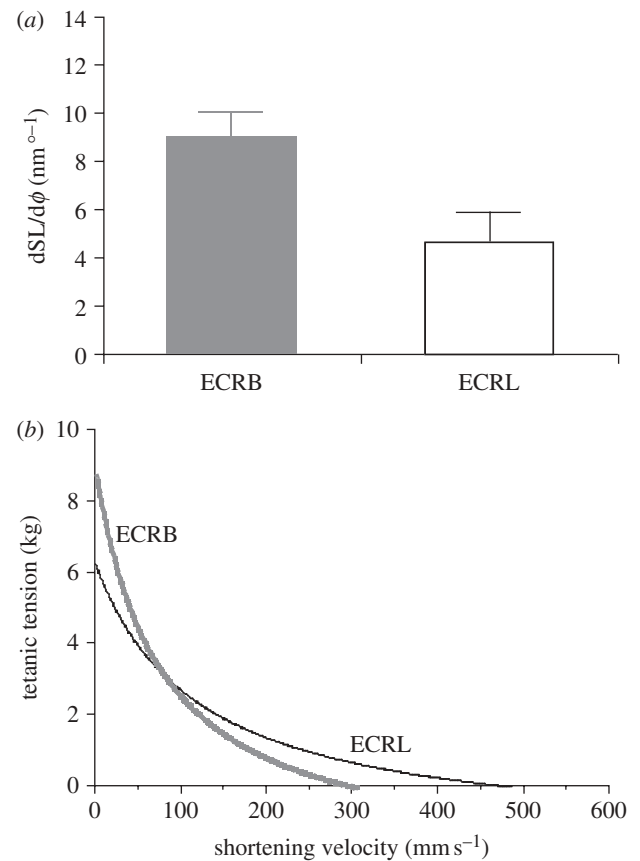 (a)
14
12
10
8
6
4
2
0
dSL/dϕ (nm °⁻¹)
ECRB ECRL
(b)
10
8
6
4
2
0
tetanic tension (kg)
ECRB
ECRL
0 100 200 300 400 500 600
shortening velocity (mm s⁻¹)